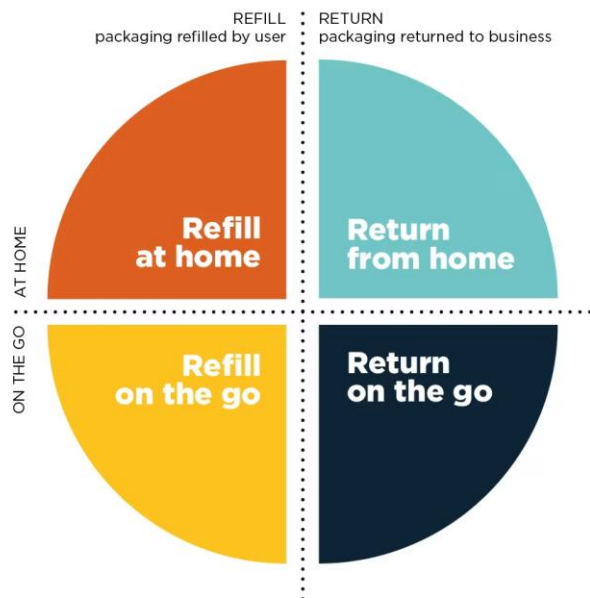 REFILL
packaging refilled by user
RETURN
packaging returned to business
AT HOME
Refill
at home
Return
from home
ON THE GO
Refill
on the go
Return
on the go